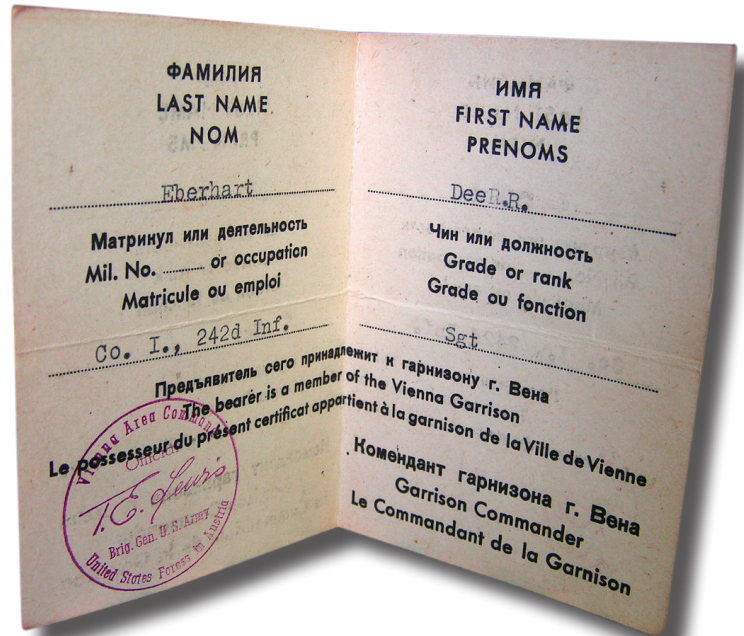 ФАМИЛИЯ
LAST NAME
NOM
Eberhart
Матрикул или деятельность
Mil. No. ............ or occupation
Matricule ou emploi
Co. I., 242d Inf.
ИМЯ
FIRST NAME
PRENOMS
DeeR.R.
Чин или должность
Grade or rank
Grade ou fonction
Sgt
Предъявитель сего принадлежит к гарнизону г. Вена
The bearer is a member of the Vienna Garrison
Le possesseur du présent certificat appartient à la garnison de la Ville de Vienne
Комендант гарнизона г. Вена
Garrison Commander
Le Commandant de la Garnison
Vienna Area Command
Official
T.E. Lewis
Brig. Gen. U.S. Army
United States Forces in Austria